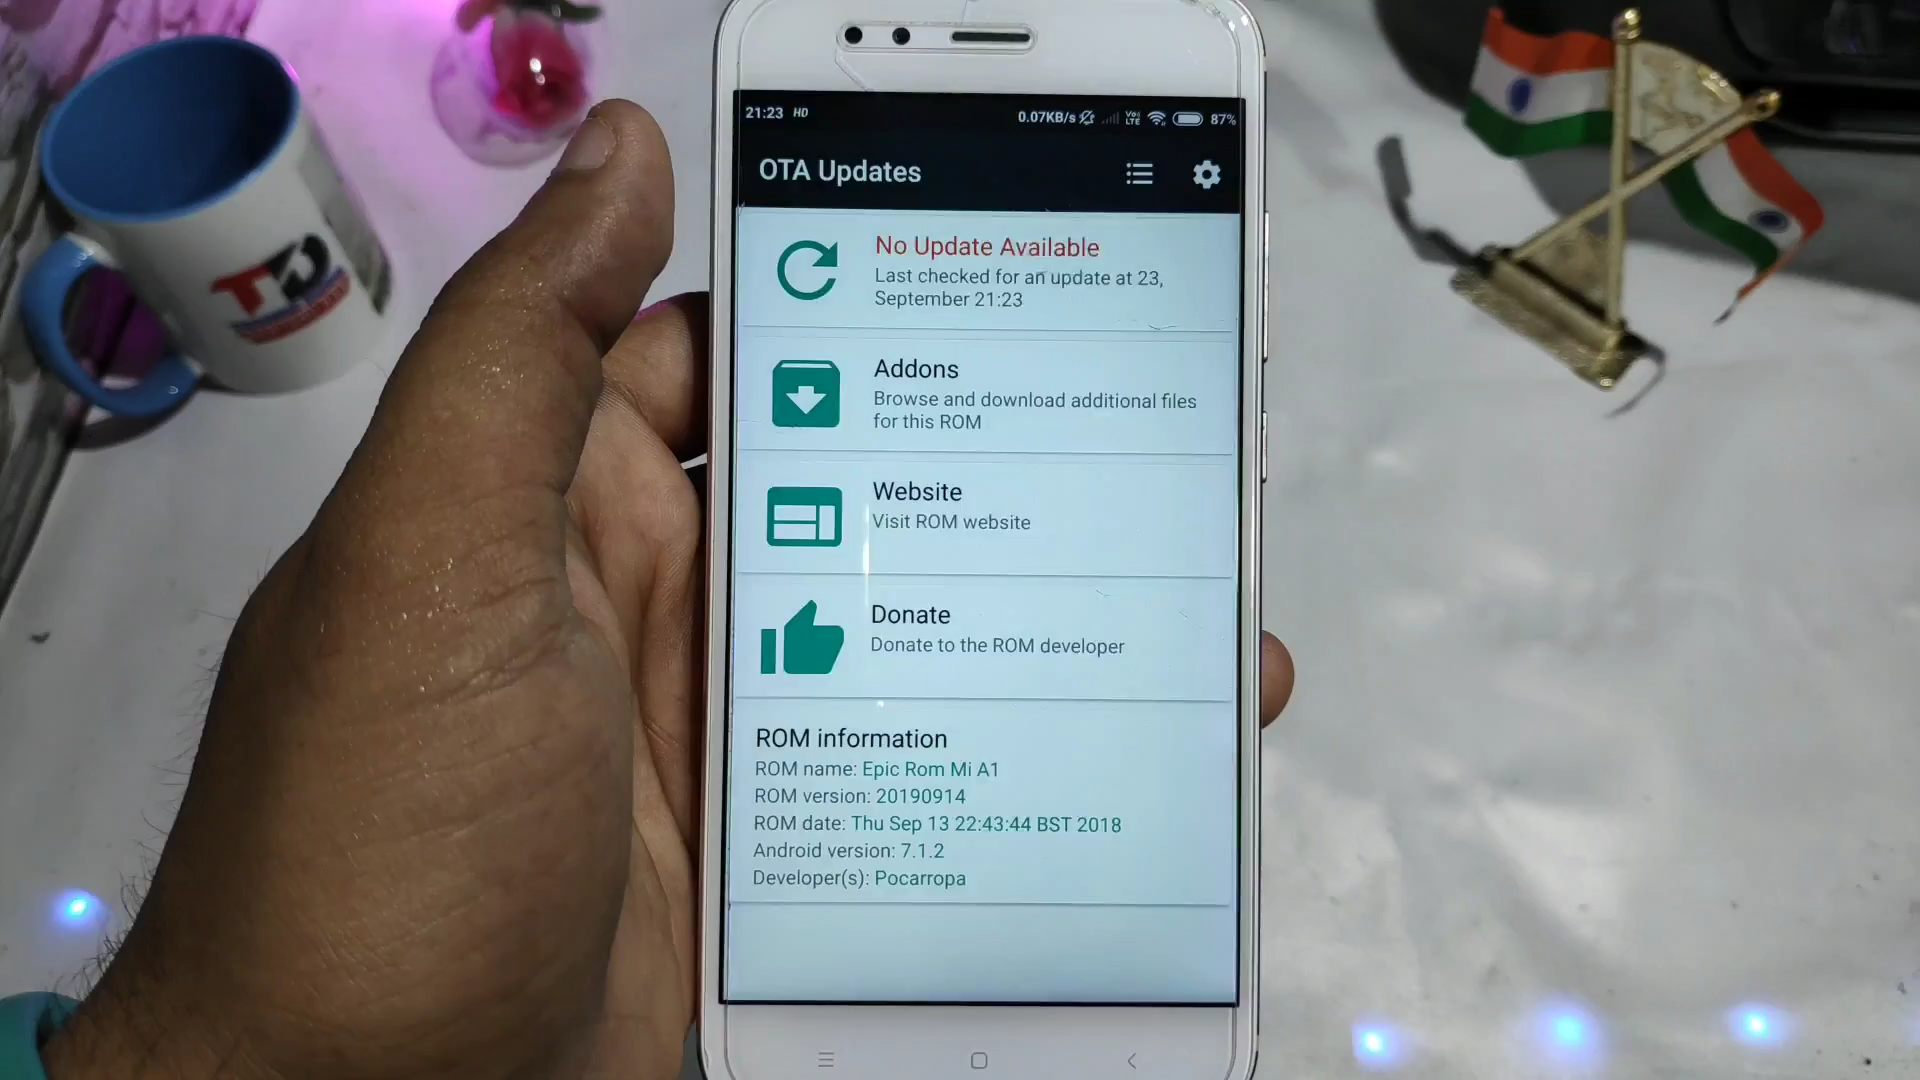 21:23 HD 0.07KB/s Vo) LTE 87%
OTA Updates
No Update Available
Last checked for an update at 23,
September 21:23
Addons
Browse and download additional files
for this ROM
Website
Visit ROM website
Donate
Donate to the ROM developer
ROM information
ROM name: Epic Rom Mi A1
ROM version: 20190914
ROM date: Thu Sep 13 22:43:44 BST 2018
Android version: 7.1.2
Developer(s): Pocarropa